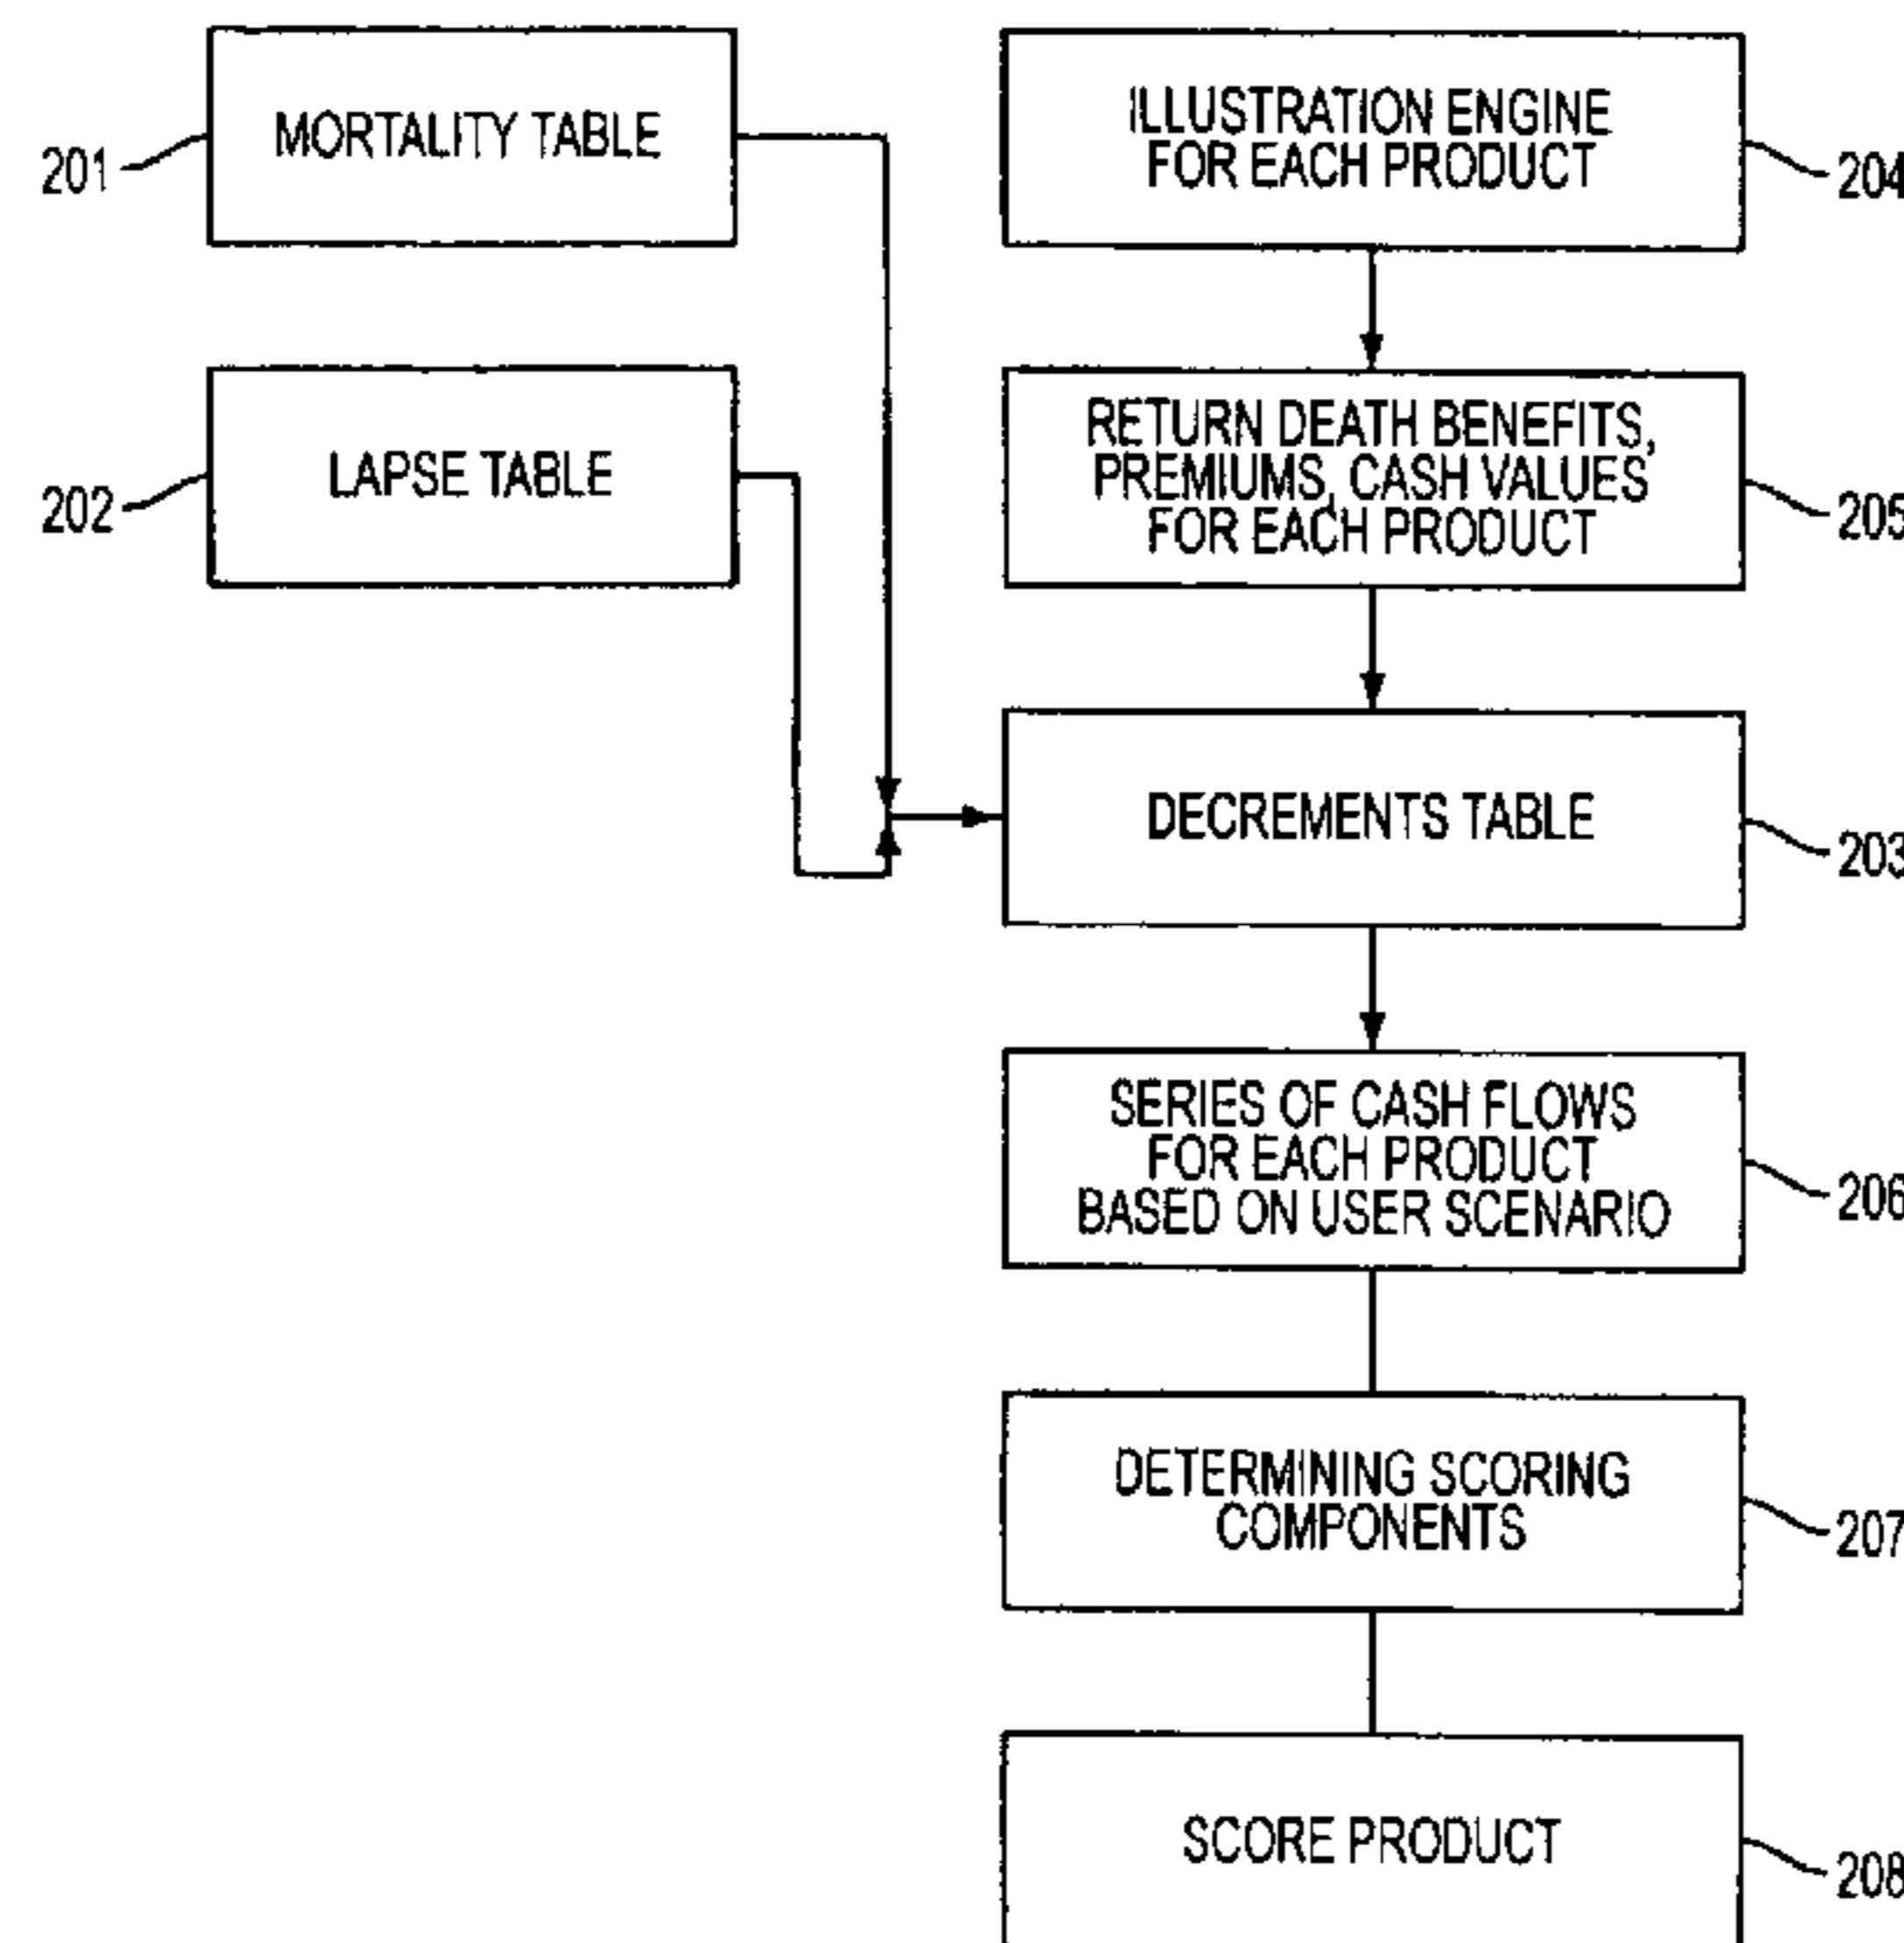 MORTALITY TABLE
201
ILLUSTRATION ENGINE
FOR EACH PRODUCT
204
LAPSE TABLE
202
RETURN DEATH BENEFITS,
PREMIUMS, CASH VALUES
FOR EACH PRODUCT
205
DECREMENTS TABLE
203
SERIES OF CASH FLOWS
FOR EACH PRODUCT
BASED ON USER SCENARIO
206
DETERMINING SCORING
COMPONENTS
207
SCORE PRODUCT
208